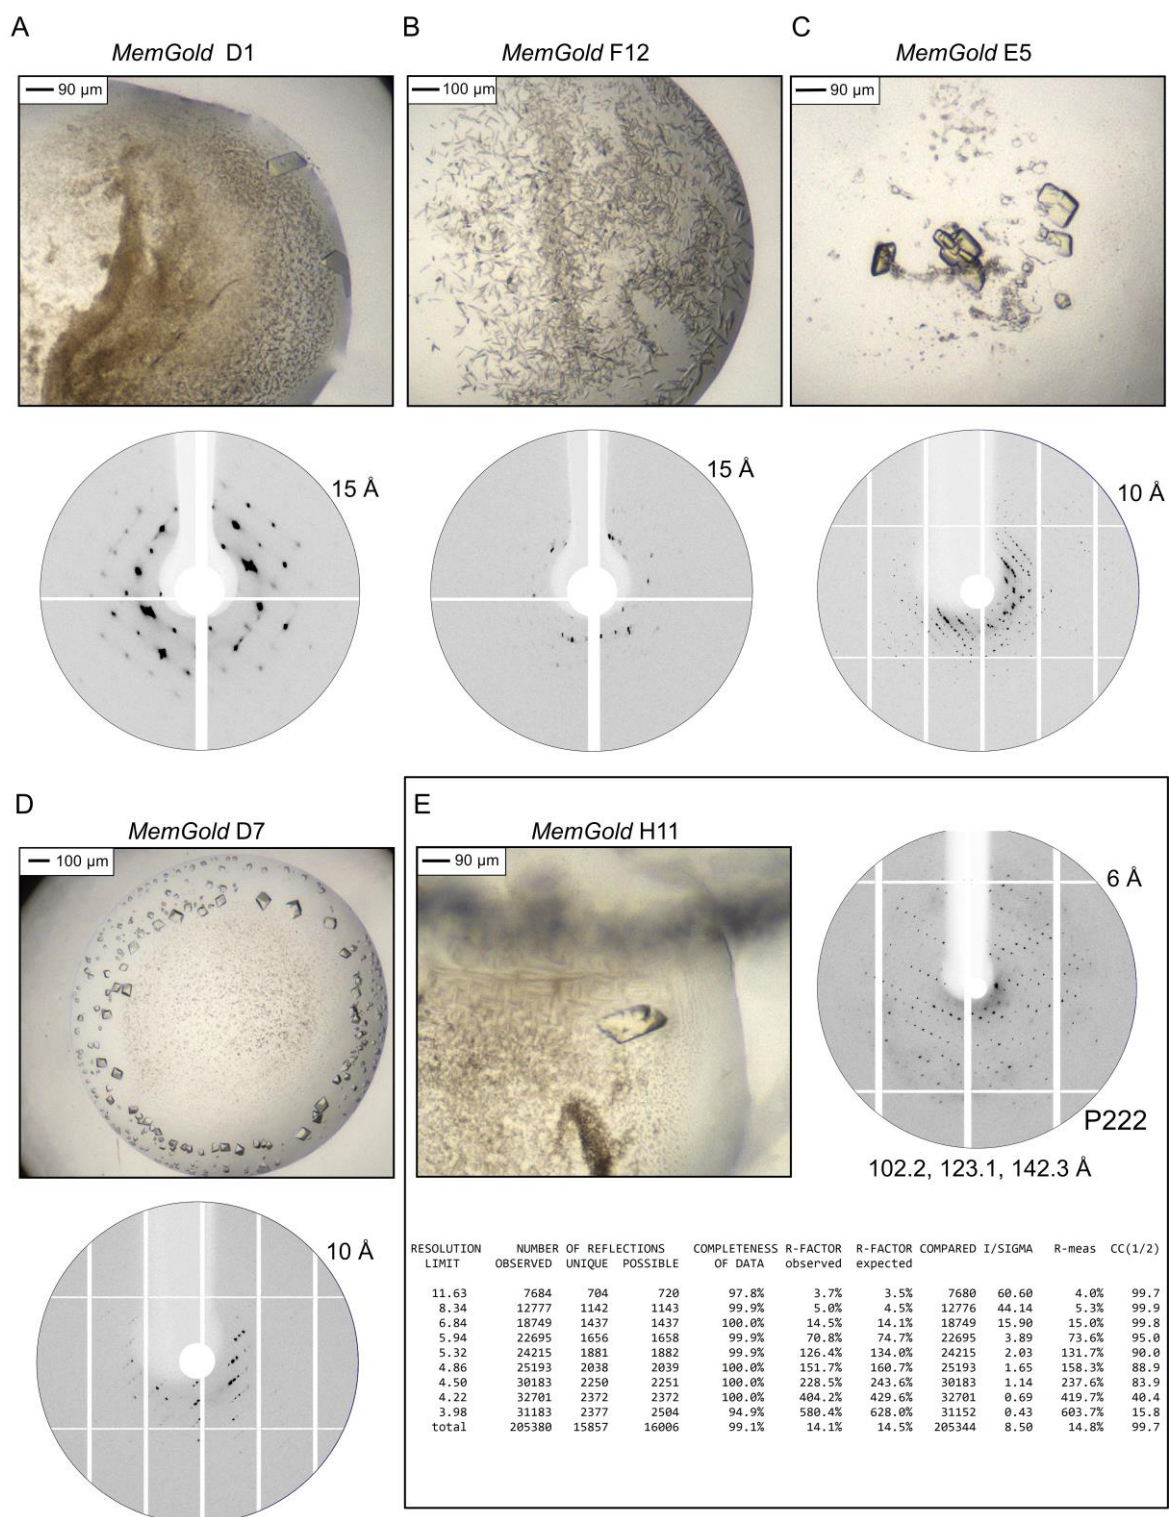 A
MemGold D1
90 µm
15 Å
B
MemGold F12
100 µm
15 Å
C
MemGold E5
90 µm
10 Å
D
MemGold D7
100 µm
10 Å
E
MemGold H11
90 µm
6 Å
P222
102.2, 123.1, 142.3 Å
RESOLUTION NUMBER OF REFLECTIONS COMPLETENESS R-FACTOR R-FACTOR COMPARED I/SIGMA R-meas CC(1/2)
LIMIT OBSERVED UNIQUE POSSIBLE OF DATA observed expected
11.63 7684 704 720 97.8% 3.7% 3.5% 7680 60.60 4.0% 99.7
8.34 12777 1142 1143 99.9% 5.0% 4.5% 12776 44.14 5.3% 99.9
6.84 18749 1437 1437 100.0% 14.5% 14.1% 18749 15.90 15.0% 99.8
5.94 22695 1656 1658 99.9% 70.8% 74.7% 22695 3.89 73.6% 95.0
5.32 24215 1881 1882 99.9% 126.4% 134.0% 24215 2.03 131.7% 90.0
4.86 25193 2038 2039 100.0% 151.7% 160.7% 25193 1.65 158.3% 88.9
4.50 30183 2250 2251 100.0% 228.5% 243.6% 30183 1.14 237.6% 83.9
4.22 32701 2372 2372 100.0% 404.2% 429.6% 32701 0.69 419.7% 40.4
3.98 31183 2377 2504 94.9% 580.4% 628.0% 31152 0.43 603.7% 15.8
total 205380 15857 16006 99.1% 14.1% 14.5% 205344 8.50 14.8% 99.7